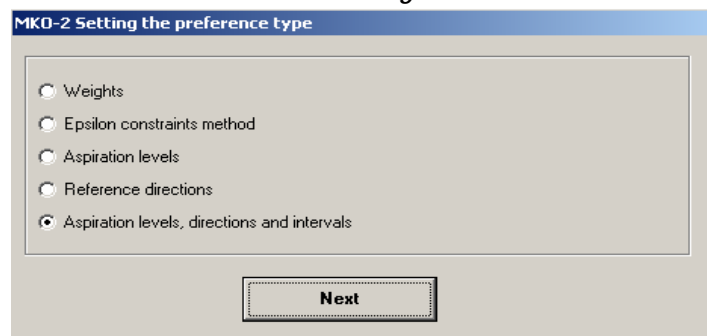 MKO-2 Setting the preference type
Weights
Epsilon constraints method
Aspiration levels
Reference directions
Aspiration levels, directions and intervals
Next